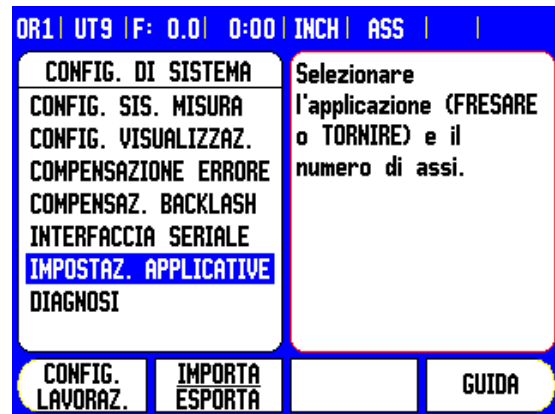 OR1| UT9 |F: 0.0| 0:00|INCH| ASS | |
CONFIG. DI SISTEMA
CONFIG. SIS. MISURA
CONFIG. VISUALIZZAZ.
COMPENSAZIONE ERRORE
COMPENSAZ. BACKLASH
INTERFACCIA SERIALE
IMPOSTAZ. APPLICATIVE
DIAGNOSI
Selezionare
l'applicazione (FRESARE
o TORNIRE) e il
numero di assi.
CONFIG.
LAVORAZ.
IMPORTA
ESPORTA
GUIDA